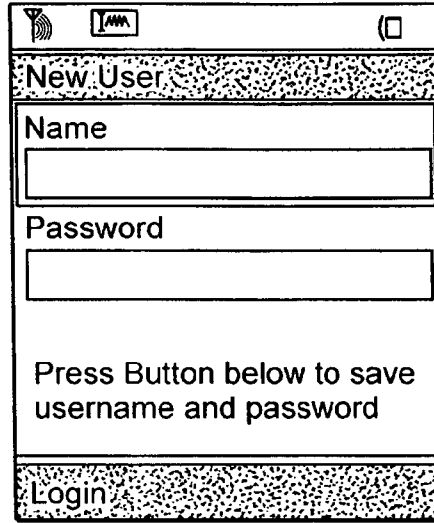 New User
Name
Password
Press Button below to save
username and password
Login